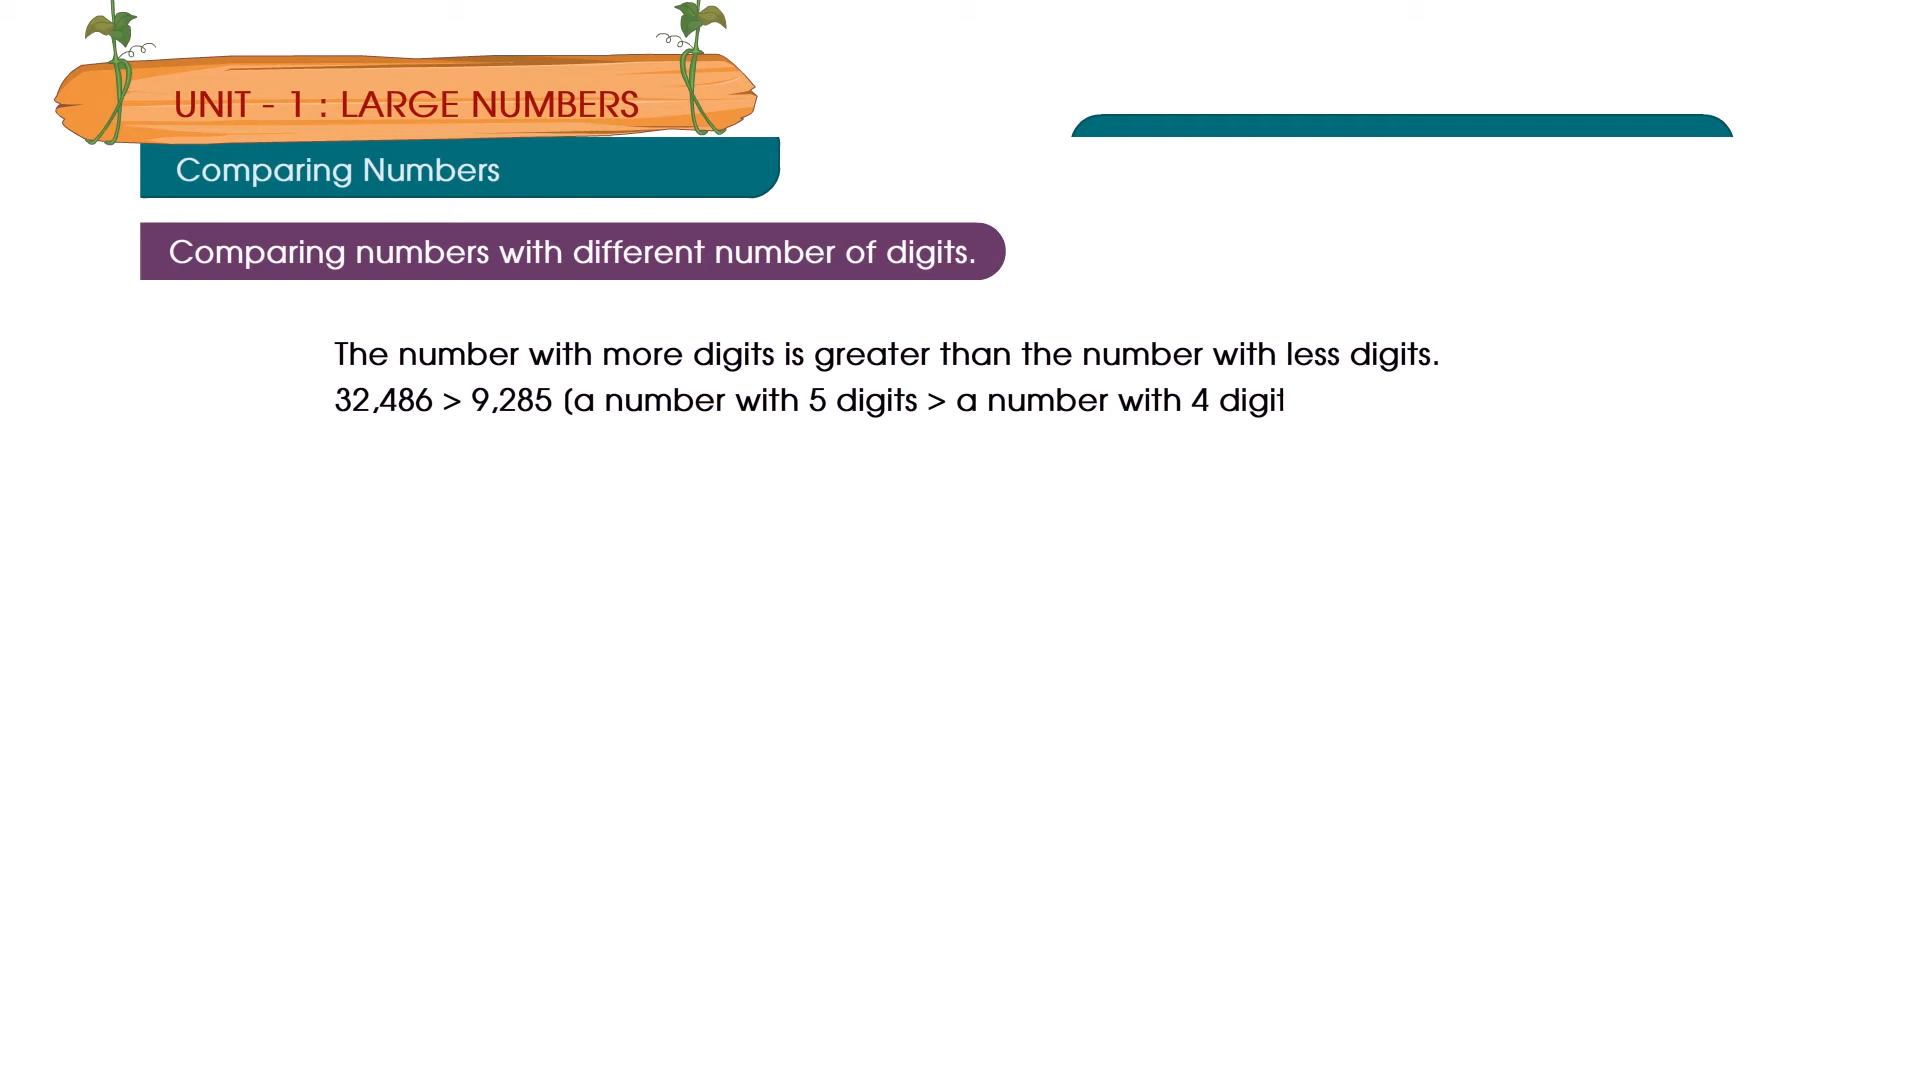 UNIT - 1 : LARGE NUMBERS
Comparing Numbers
Comparing numbers with different number of digits.
The number with more digits is greater than the number with less digits.
32,486 > 9,285 (a number with 5 digits > a number with 4 digit